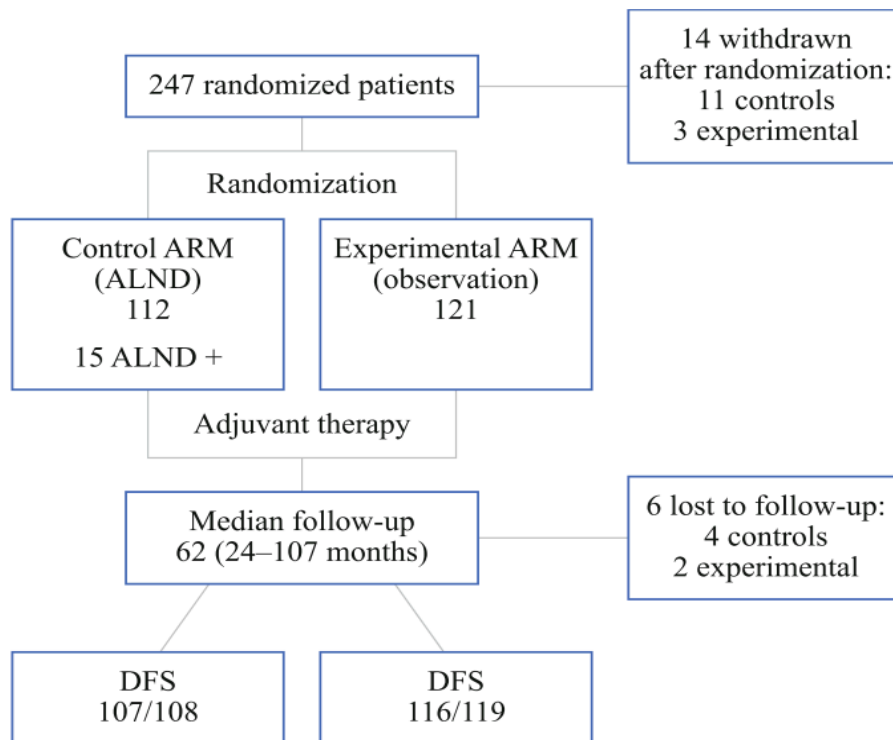 247 randomized patients
14 withdrawn
after randomization:
11 controls
3 experimental
Randomization
Control ARM
(ALND)
112
15 ALND +
Experimental ARM
(observation)
121
Adjuvant therapy
Median follow-up
62 (24–107 months)
6 lost to follow-up:
4 controls
2 experimental
DFS
107/108
DFS
116/119